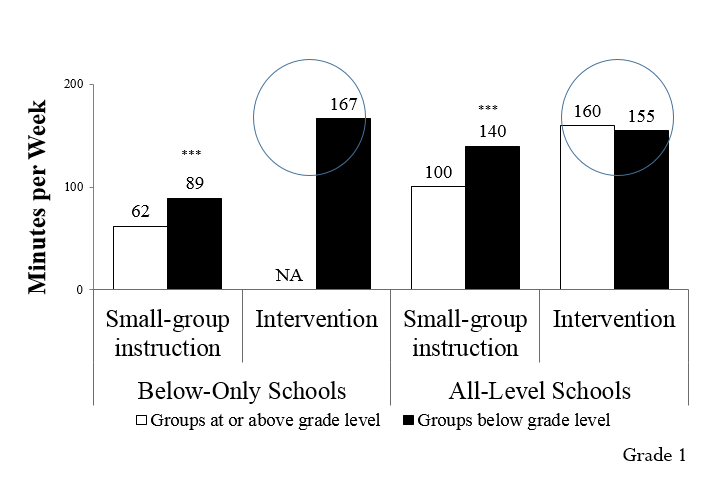 Minutes per Week
200
100
0
62
***
89
NA
167
100
***
140
160
155
Small-group
instruction
Intervention
Small-group
instruction
Intervention
Below-Only Schools
All-Level Schools
Groups at or above grade level
Groups below grade level
Grade 1